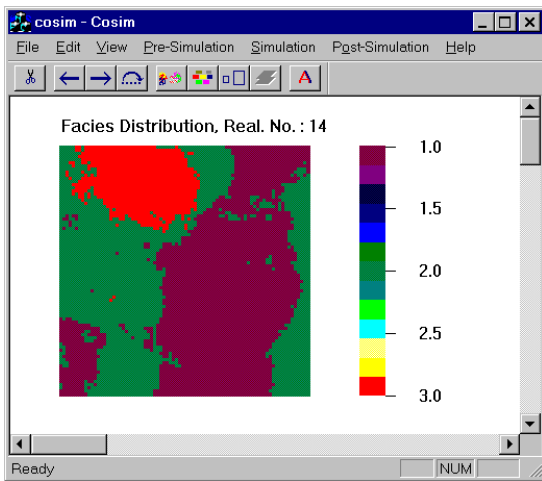 cosim - Cosim
File Edit View Pre-Simulation Simulation Post-Simulation Help
A
Facies Distribution, Real. No. : 14
1.0
1.5
2.0
2.5
3.0
Ready NUM